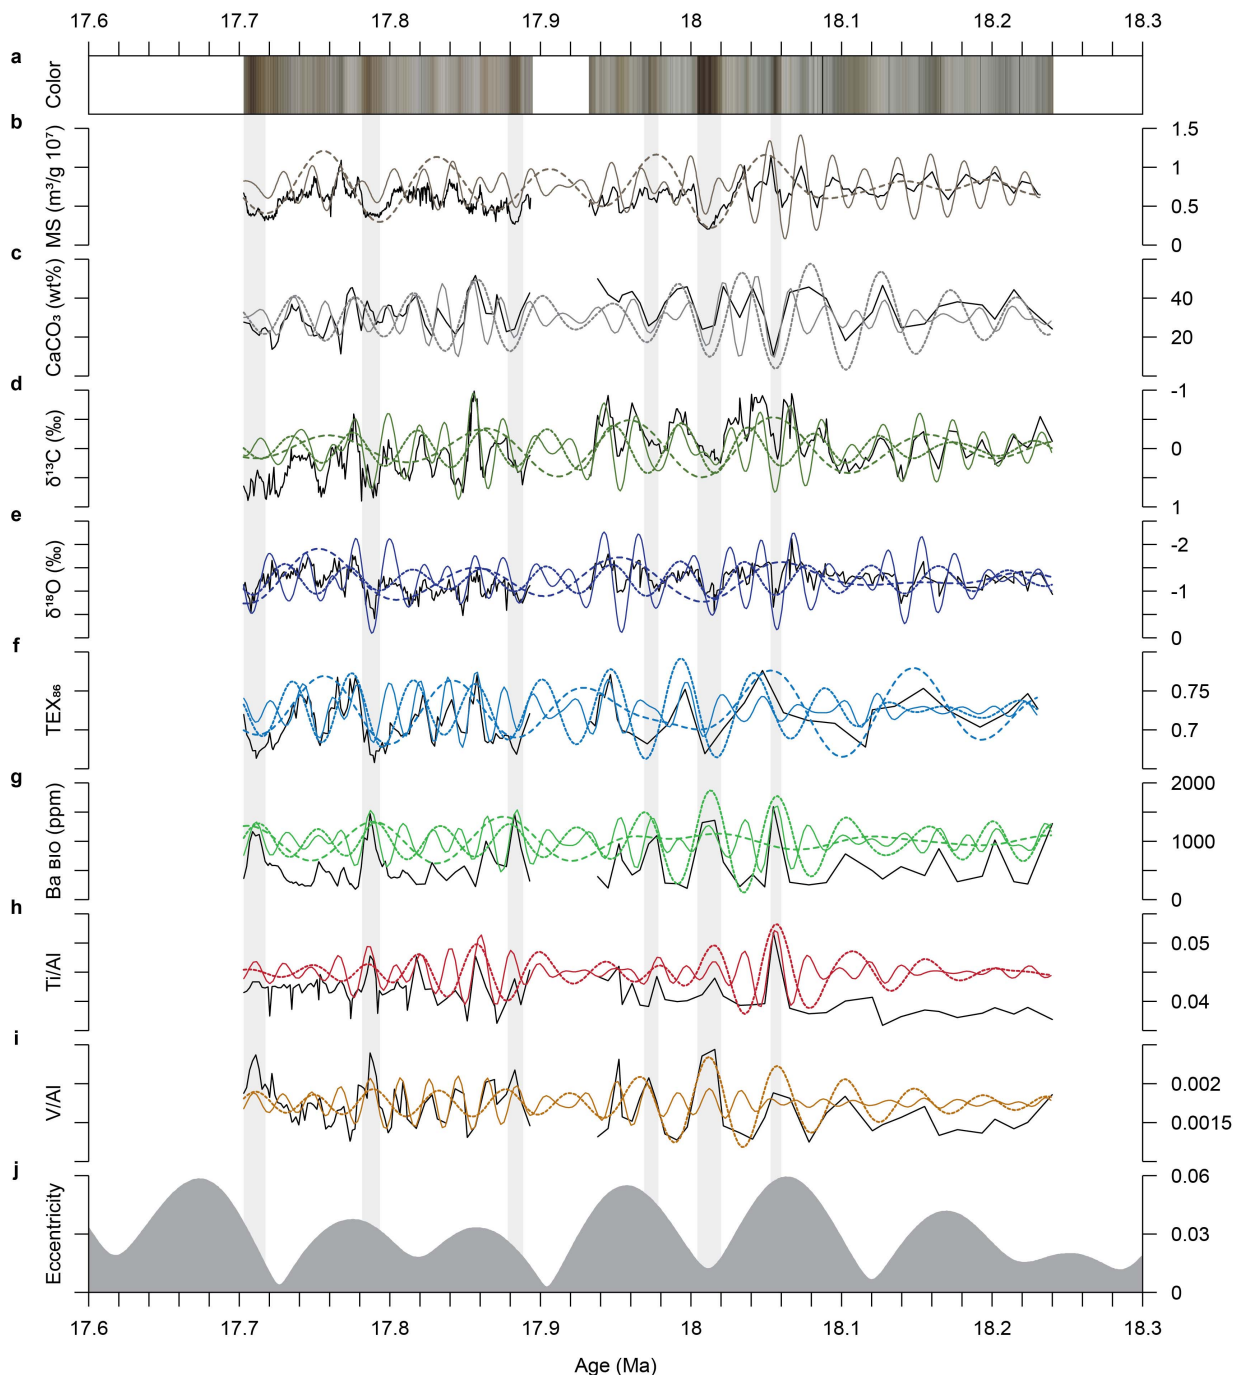 17.6 17.7 17.8 17.9 18 18.1 18.2 18.3
a Color
b MS (m³/g 10⁷) 1.5 1 0.5 0
c CaCO₃ (wt%) 40 20
d δ¹³C (‰) -1 0 1
e δ¹⁸O (‰) -2 -1 0
f TEX₈₆ 0.75 0.7
g Ba BIO (ppm) 2000 1000 0
h Ti/Al 0.05 0.04
i V/Al 0.002 0.0015
j Eccentricity 0.06 0.03 0
17.6 17.7 17.8 17.9 18 18.1 18.2 18.3
Age (Ma)